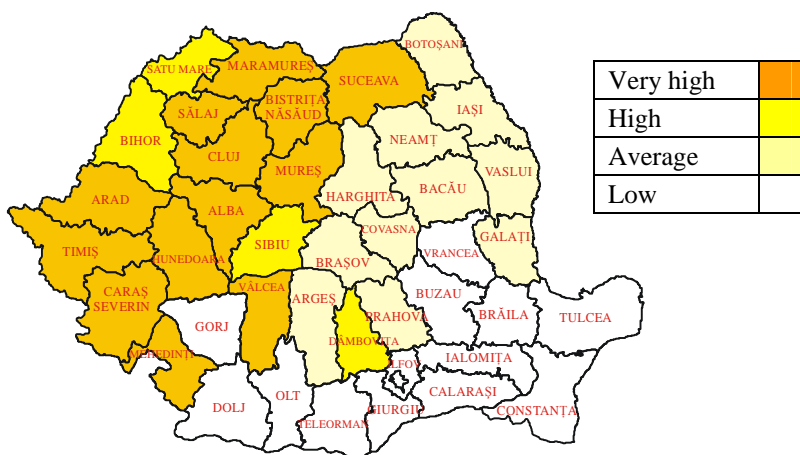 BOTOȘANI
SATU MARE
MARAMUREȘ
SUCEAVA
SĂLAJ
BISTRIȚA
NĂSĂUD
IAȘI
BIHOR
NEAMȚ
CLUJ
MUREȘ
VASLUI
BACĂU
HARGHITA
ARAD
ALBA
COVASNA
SIBIU
GALAȚI
TIMIȘ
HUNEDOARA
VRANCEA
BRAȘOV
CARAȘ
SEVERIN
VÂLCEA
ARGEȘ
BUZAU
BRĂILA
PRAHOVA
TULCEA
GORJ
DÂMBOVIȚA
MEHEDINȚI
IALOMIȚA
CALARAȘI
OLT
DOLJ
GIURGIU
CONSTANȚA
TELEORMAN
Very high
High
Average
Low